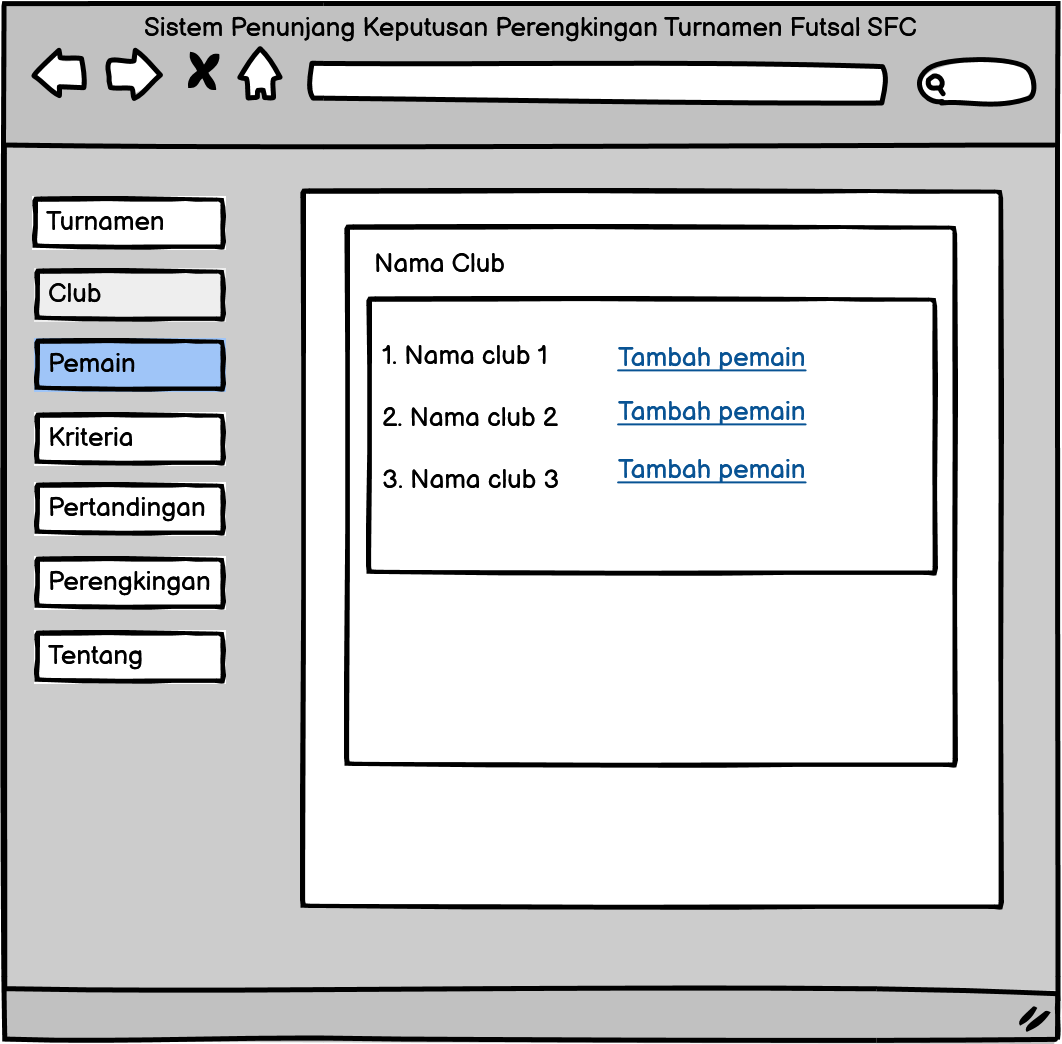 Sistem Penunjang Keputusan Perengkingan Turnamen Futsal SFC
Turnamen
Club
Pemain
Kriteria
Pertandingan
Perengkingan
Tentang
Nama Club
1. Nama club 1 Tambah pemain
2. Nama club 2 Tambah pemain
3. Nama club 3 Tambah pemain